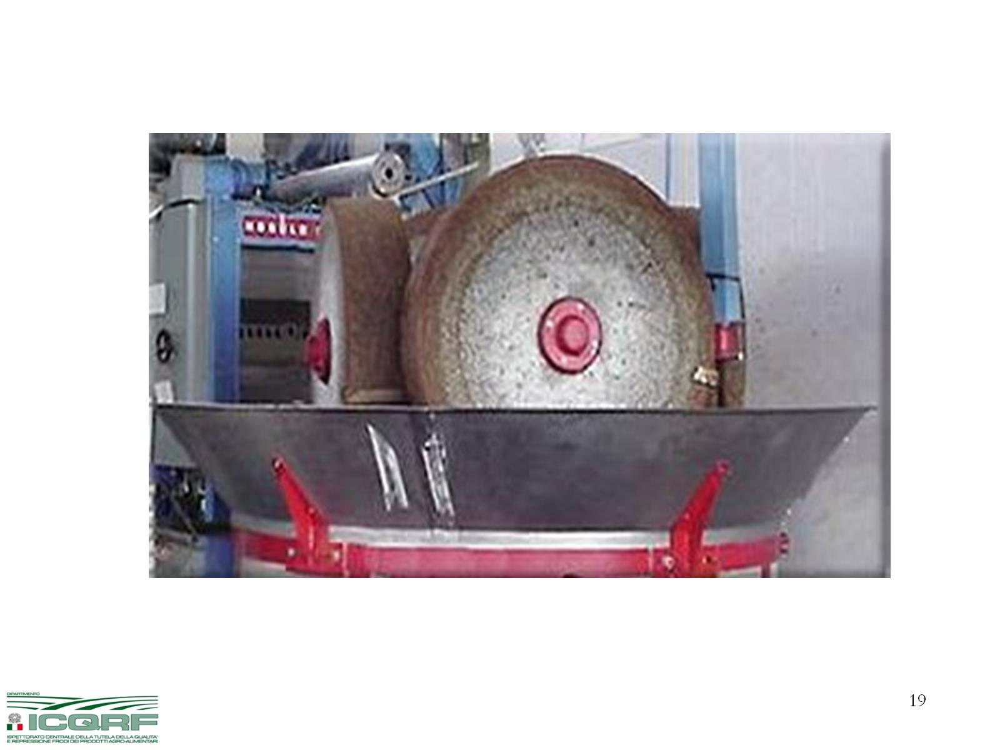 19
DIPARTIMENTO
ICQRF
ISPETTORATO CENTRALE DELLA TUTELA DELLA QUALITA'
E REPRESSIONE FRODI DEI PRODOTTI AGRO-ALIMENTARI